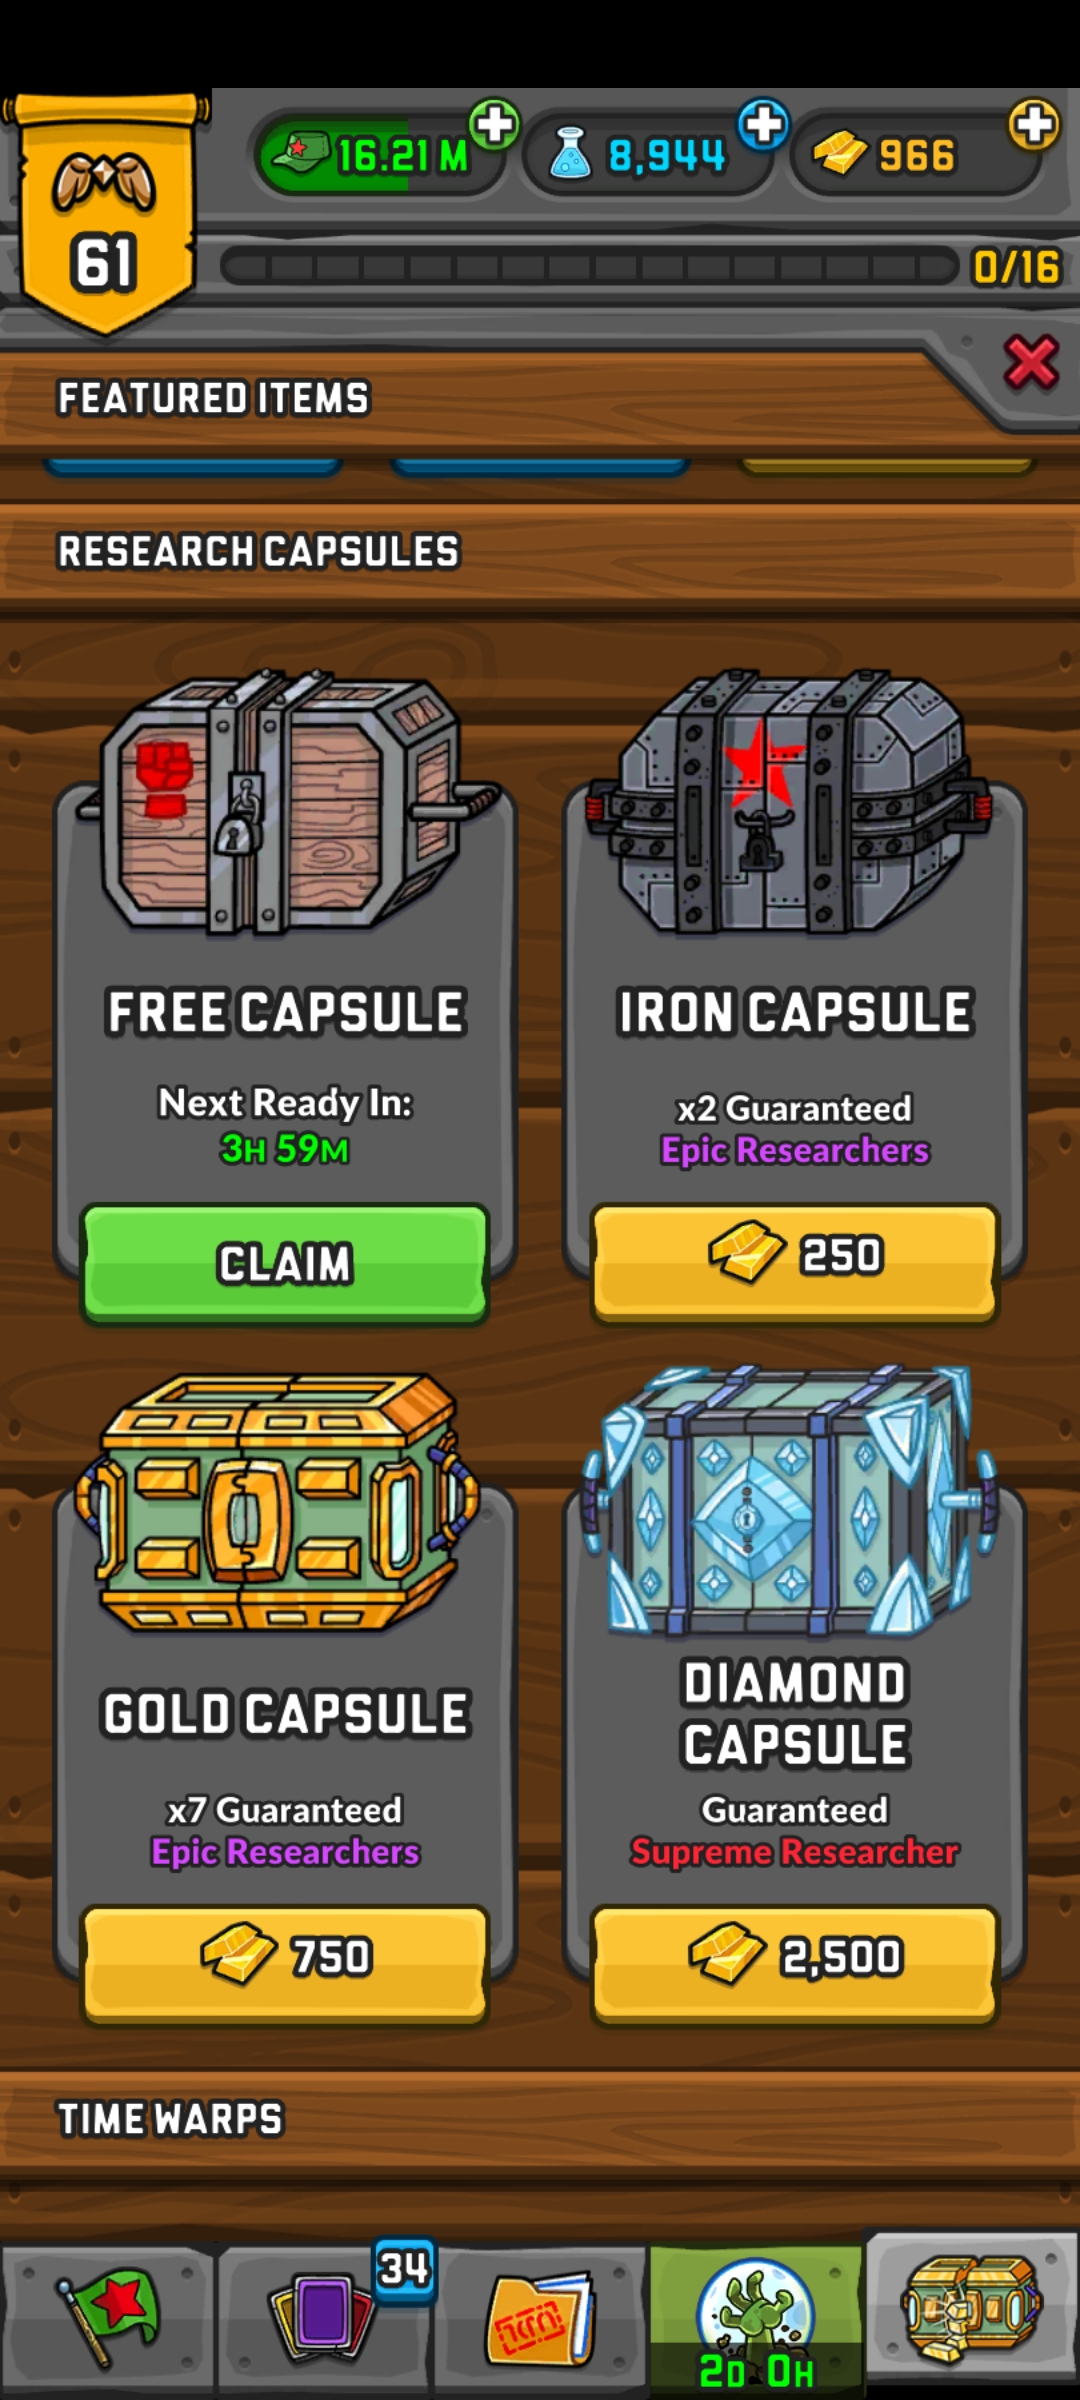 16.21 M
8,944
966
61
0/16
FEATURED ITEMS
RESEARCH CAPSULES
FREE CAPSULE
Next Ready In:
3H 59M
CLAIM
IRON CAPSULE
x2 Guaranteed
Epic Researchers
250
GOLD CAPSULE
x7 Guaranteed
Epic Researchers
750
DIAMOND
CAPSULE
Guaranteed
Supreme Researcher
2,500
TIME WARPS
34
2D 0H